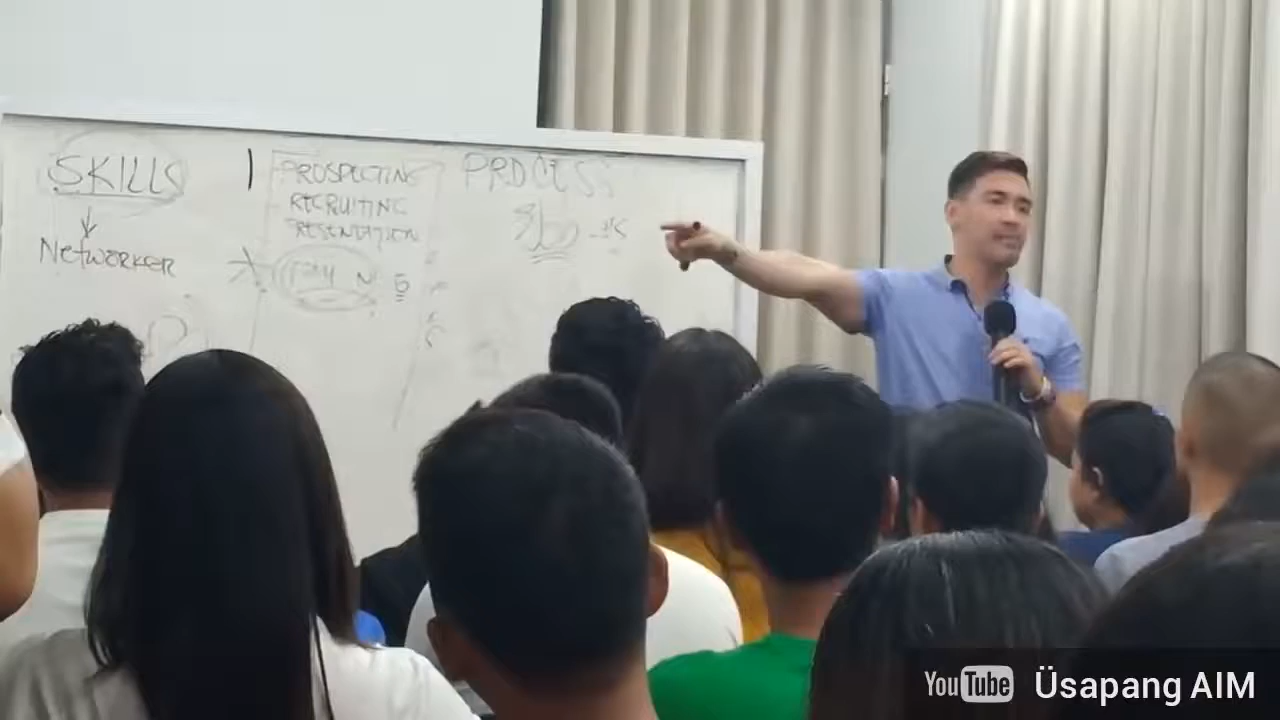 SKILLS
Networker
PROSPECTING
RECRUITING
PRESENTATION
PROCESS
YouTube Üsapang AIM